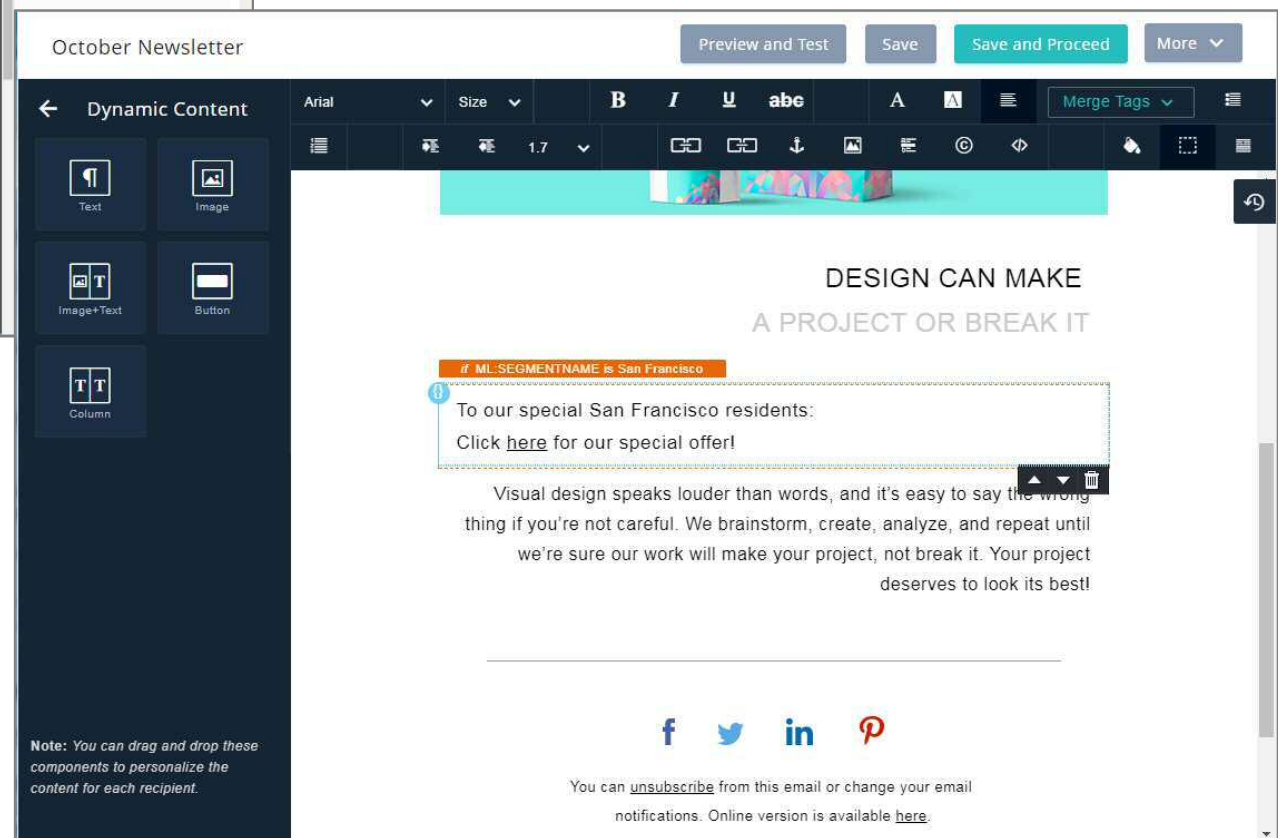 October Newsletter
Preview and Test
Save
Save and Proceed
More
Dynamic Content
Arial
Size
B
I
U
abc
A
A
Merge Tags
1.7
Text
Image
Image+Text
Button
Column
DESIGN CAN MAKE
A PROJECT OR BREAK IT
if ML:SEGMENTNAME is San Francisco
{}
To our special San Francisco residents:
Click here for our special offer!
Visual design speaks louder than words, and it's easy to say the wrong
thing if you're not careful. We brainstorm, create, analyze, and repeat until
we're sure our work will make your project, not break it. Your project
deserves to look its best!
Note: You can drag and drop these
components to personalize the
content for each recipient.
You can unsubscribe from this email or change your email
notifications. Online version is available here.